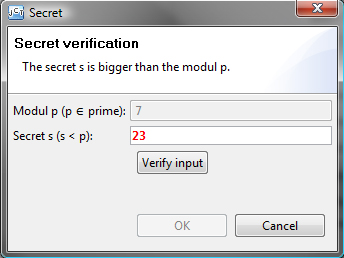 Secret
Secret verification
The secret s is bigger than the modul p.
Modul p (p ∈ prime): 7
Secret s (s < p): 23
Verify input
OK Cancel